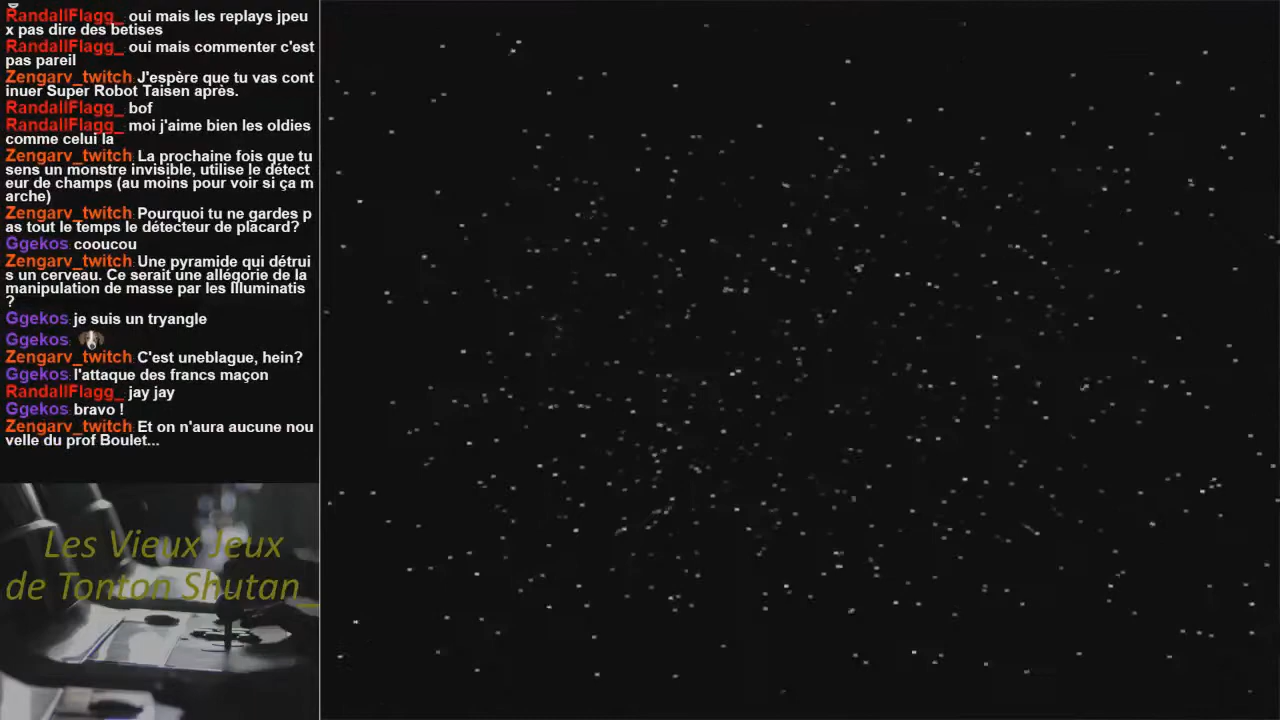 RandallFlagg_: oui mais les replays jpeu
x pas dire des betises
RandallFlagg_: oui mais commenter c'est
pas pareil
Zengarv_twitch: J'espère que tu vas cont
inuer Super Robot Taisen après.
RandallFlagg_: bof
RandallFlagg_: moi j'aime bien les oldies
comme celui la
Zengarv_twitch: La prochaine fois que tu
sens un monstre invisible, utilise le détect
eur de champs (au moins pour voir si ça m
arche)
Zengarv_twitch: Pourquoi tu ne gardes p
as tout le temps le détecteur de placard?
Ggekos: cooucou
Zengarv_twitch: Une pyramide qui détrui
s un cerveau. Ce serait une allégorie de la
manipulation de masse par les Illuminatis
?
Ggekos: je suis un tryangle
Ggekos:
Zengarv_twitch: C'est uneblague, hein?
Ggekos: l'attaque des francs maçon
RandallFlagg_: jay jay
Ggekos: bravo !
Zengarv_twitch: Et on n'aura aucune nou
velle du prof Boulet...
Les Vieux Jeux
de Tonton Shutan_